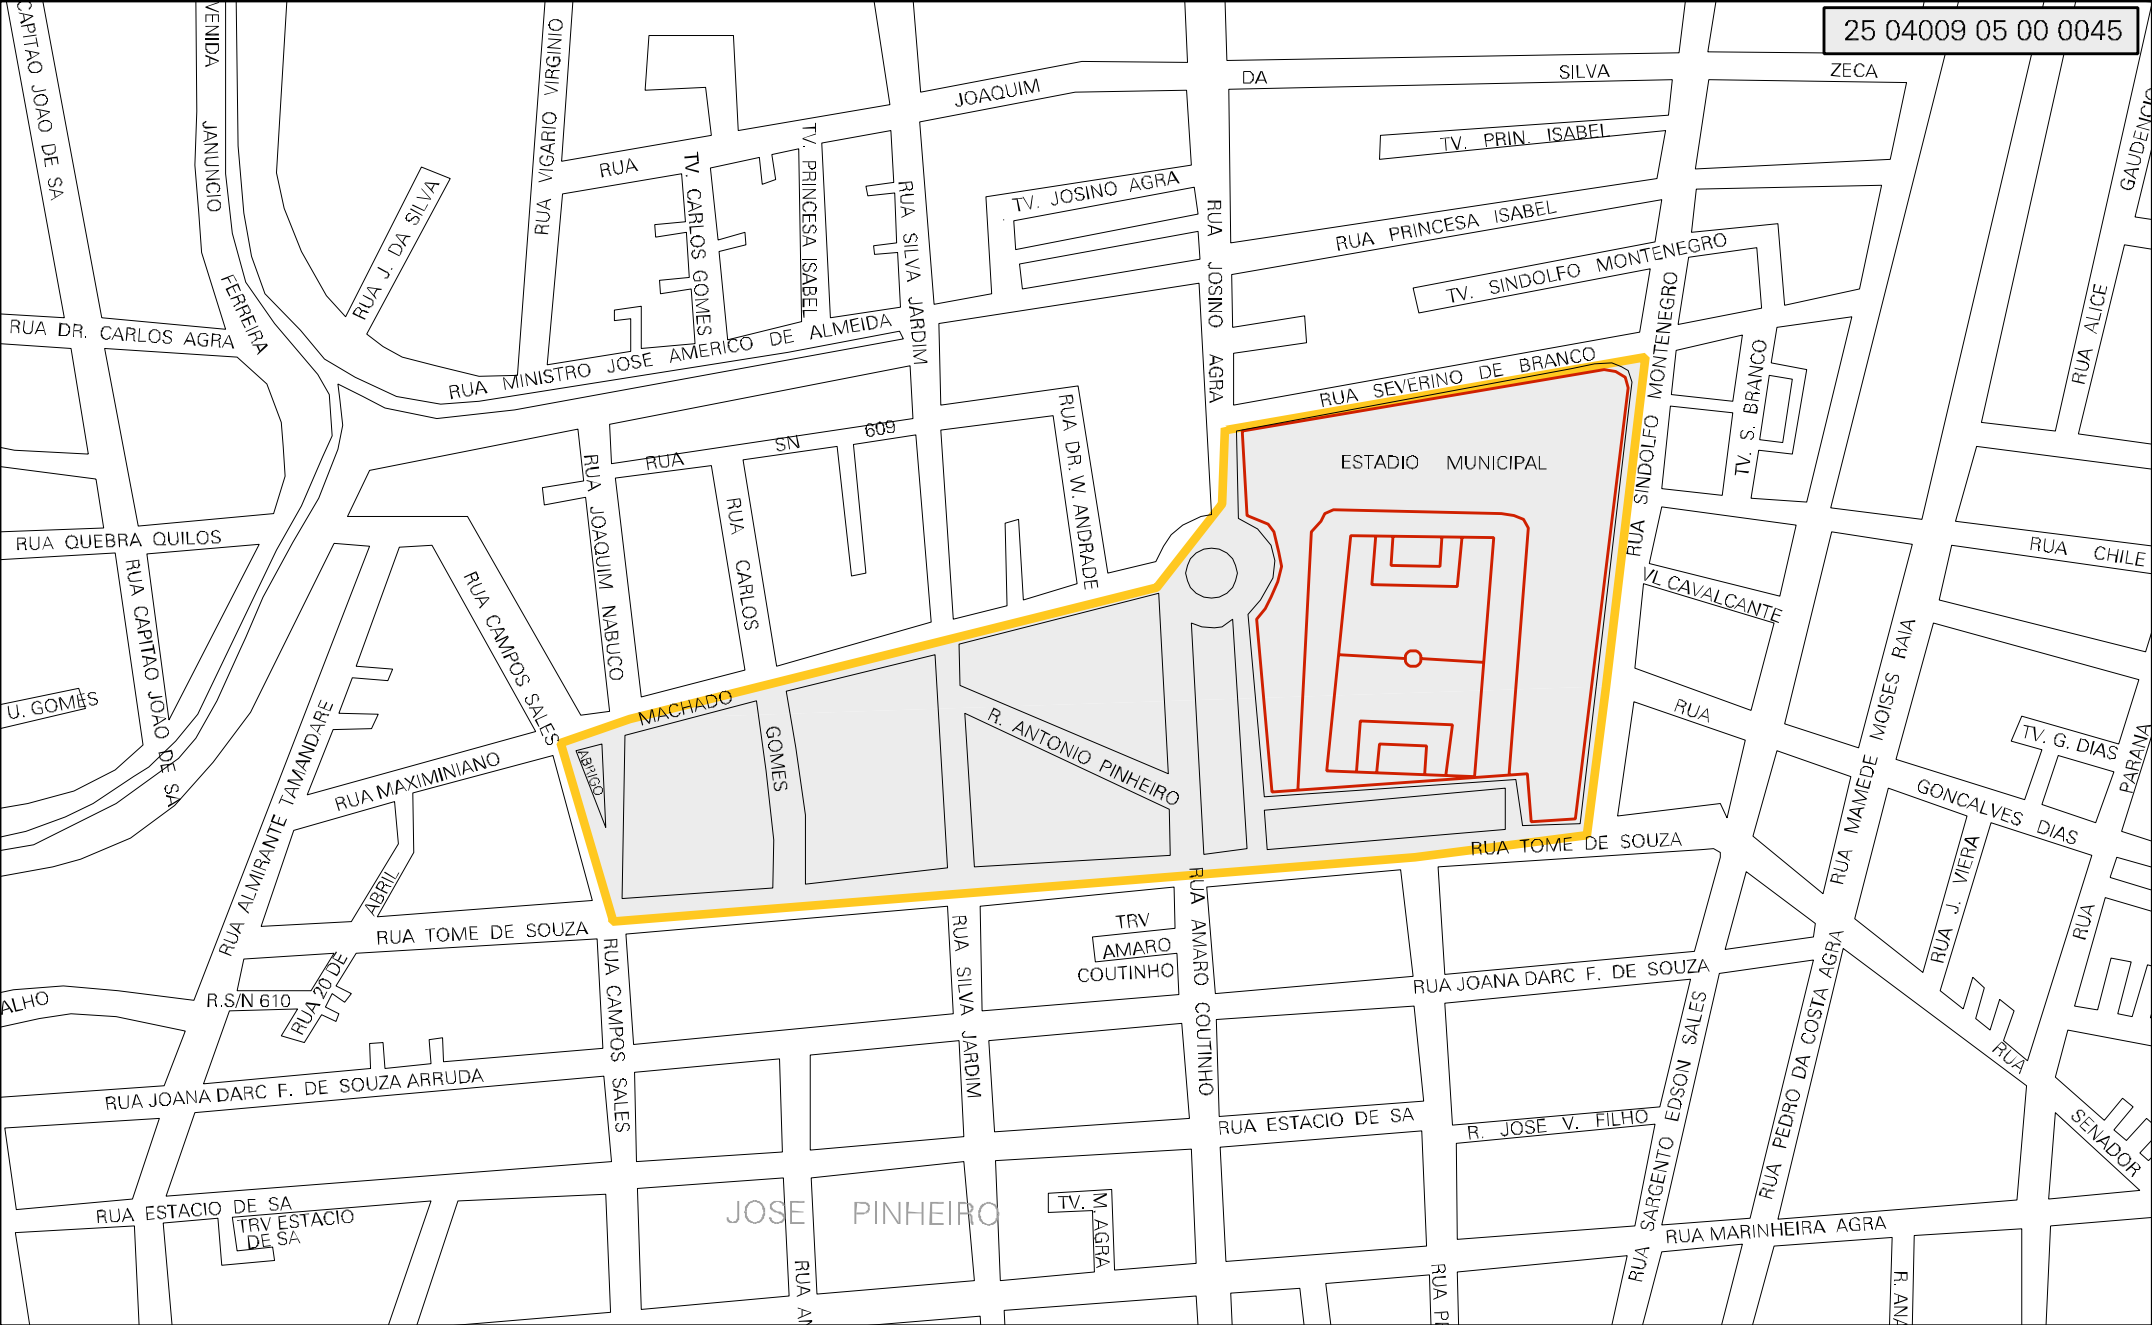 25 04009 05 00 0045
CAPITAO JOAO DE SA
VENIDA JANUNCIO
FERREIRA
RUA VIGARIO VIRGINIO
JOAQUIM
DA
SILVA
ZECA
GAUDENCIO
RUA
TV. CARLOS GOMES
TV. PRINCESA ISABEL
RUA SILVA JARDIM
TV. JOSINO AGRA
RUA JOSINO AGRA
TV. PRIN. ISABEL
RUA PRINCESA ISABEL
TV. SINDOLFO MONTENEGRO
RUA J. DA SILVA
RUA DR. CARLOS AGRA
RUA MINISTRO JOSE AMERICO DE ALMEIDA
RUA SEVERINO DE BRANCO
RUA SINDOLFO MONTENEGRO
TV. S. BRANCO
RUA ALICE
RUA SN 609
RUA DR. W. ANDRADE
ESTADIO MUNICIPAL
RUA JOAQUIM NABUCO
RUA CARLOS
GOMES
RUA QUEBRA QUILOS
RUA CAPITAO JOAO DE SA
RUA CAMPOS SALES
RUA CHILE
VL CAVALCANTE
RUA MAMEDE MOISES RAIA
U. GOMES
MACHADO
R. ANTONIO PINHEIRO
RUA
TV. G. DIAS
PARANA
RUA ALMIRANTE TAMANDARE
RUA MAXIMINIANO
ABRIGO
GONCALVES DIAS
RUA TOME DE SOUZA
RUA J. VIERA
RUA
ABRIL
RUA 20 DE
RUA TOME DE SOUZA
RUA CAMPOS SALES
RUA SILVA JARDIM
TRV
AMARO
COUTINHO
RUA AMARO COUTINHO
RUA JOANA DARC F. DE SOUZA
RUA PEDRO DA COSTA AGRA
RUA SARGENTO EDSON SALES
ALHO
R.S/N 610
RUA
SENADOR
RUA JOANA DARC F. DE SOUZA ARRUDA
RUA ESTACIO DE SA
R. JOSE V. FILHO
RUA ESTACIO DE SA
TRV ESTACIO
DE SA
JOSE PINHEIRO
TV. M. AGRA
RUA MARINHEIRA AGRA
RUA AN
RUA P
R. ANA